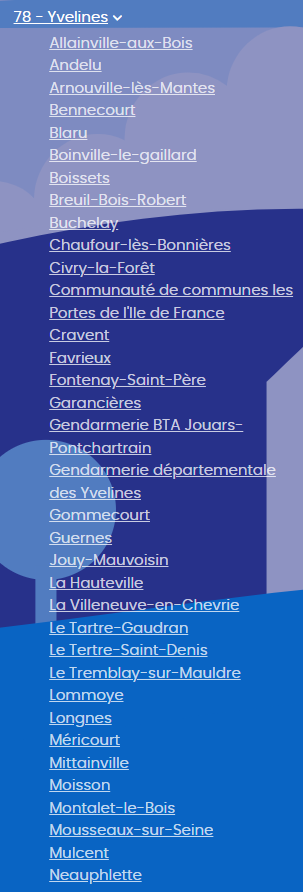 78 - Yvelines
Allainville-aux-Bois
Andelu
Arnouville-lès-Mantes
Bennecourt
Blaru
Boinville-le-gaillard
Boissets
Breuil-Bois-Robert
Buchelay
Chaufour-lès-Bonnières
Civry-la-Forêt
Communauté de communes les
Portes de l'Ile de France
Cravent
Favrieux
Fontenay-Saint-Père
Garancières
Gendarmerie BTA Jouars-
Pontchartrain
Gendarmerie départementale
des Yvelines
Gommecourt
Guernes
Jouy-Mauvoisin
La Hauteville
La Villeneuve-en-Chevrie
Le Tartre-Gaudran
Le Tertre-Saint-Denis
Le Tremblay-sur-Mauldre
Lommoye
Longnes
Méricourt
Mittainville
Moisson
Montalet-le-Bois
Mousseaux-sur-Seine
Mulcent
Neauphlette